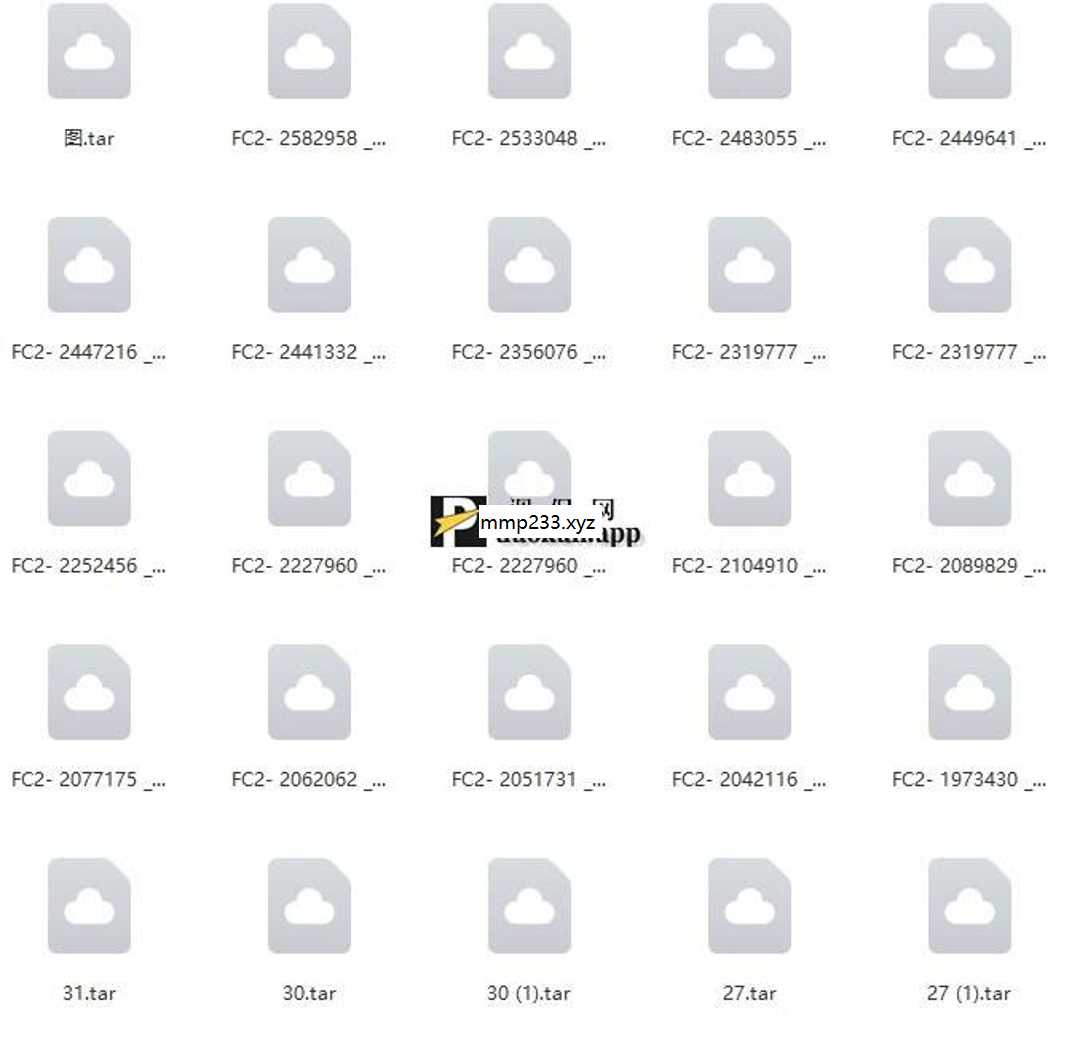 图.tar
FC2- 2582958 _...
FC2- 2533048 _...
FC2- 2483055 _...
FC2- 2449641 _...
FC2- 2447216 _...
FC2- 2441332 _...
FC2- 2356076 _...
FC2- 2319777 _...
FC2- 2319777 _...
网
mmp233.xyz
.app
FC2- 2252456 _...
FC2- 2227960 _...
FC2- 2227960 _...
FC2- 2104910 _...
FC2- 2089829 _...
FC2- 2077175 _...
FC2- 2062062 _...
FC2- 2051731 _...
FC2- 2042116 _...
FC2- 1973430 _...
31.tar
30.tar
30 (1).tar
27.tar
27 (1).tar